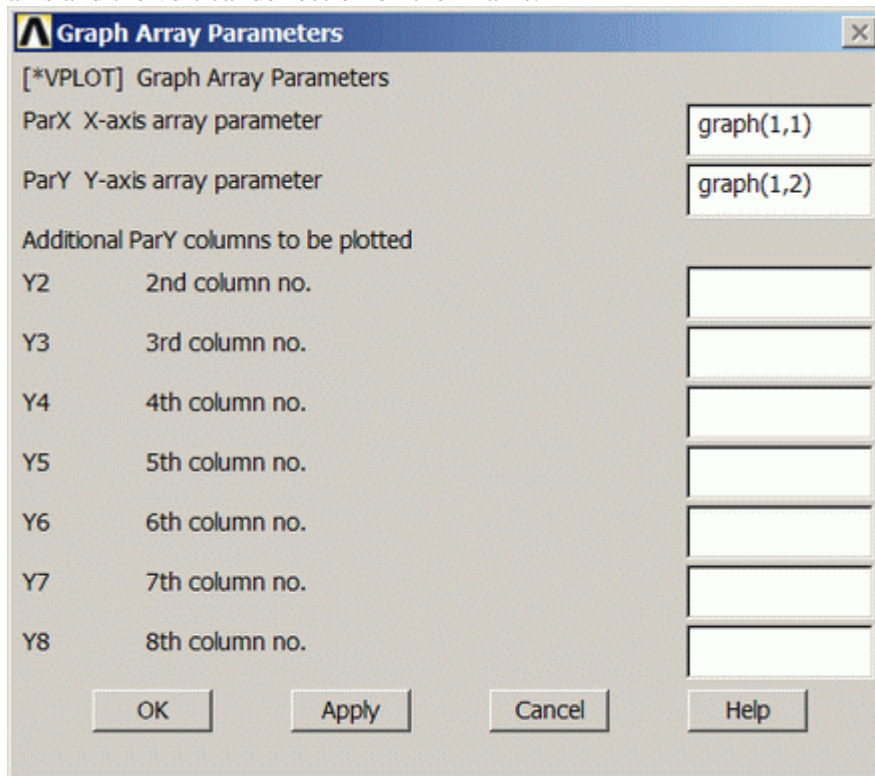 Graph Array Parameters
[*VPLOT] Graph Array Parameters
ParX X-axis array parameter graph(1,1)
ParY Y-axis array parameter graph(1,2)
Additional ParY columns to be plotted
Y2 2nd column no.
Y3 3rd column no.
Y4 4th column no.
Y5 5th column no.
Y6 6th column no.
Y7 7th column no.
Y8 8th column no.
OK Apply Cancel Help